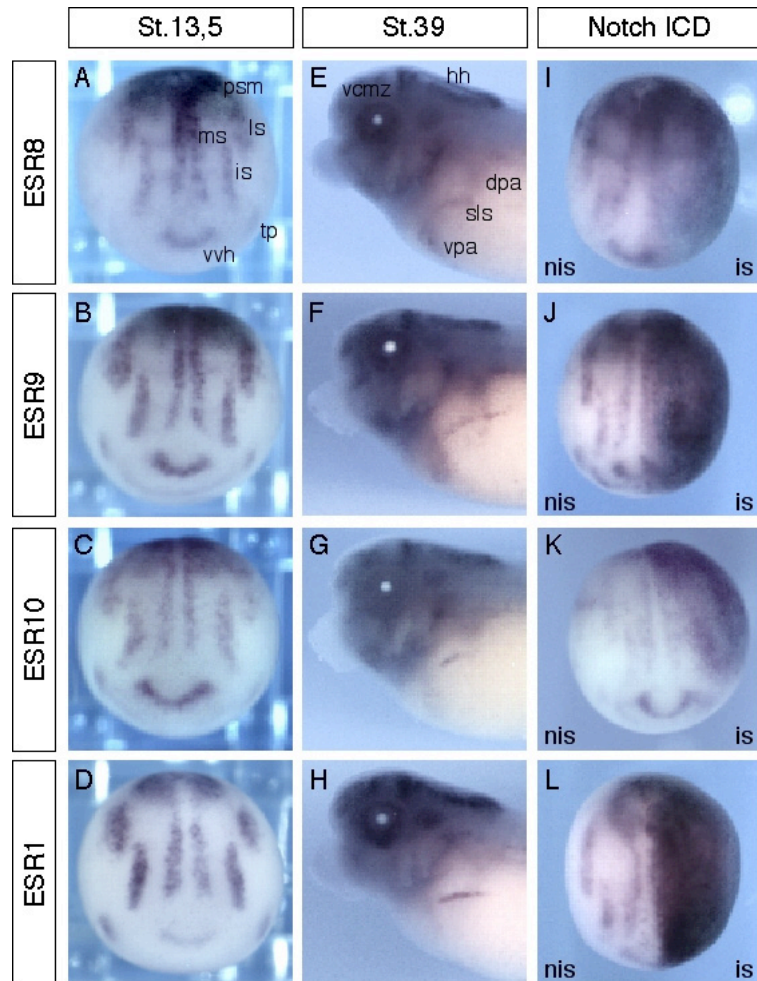 St.13,5 St.39 Notch ICD
ESR8
A psm ls ms is tp vvh
E vcmz hh dpa sls vpa
I nis is
ESR9
B
F
J nis is
ESR10
C
G
K nis is
ESR1
D
H
L nis is